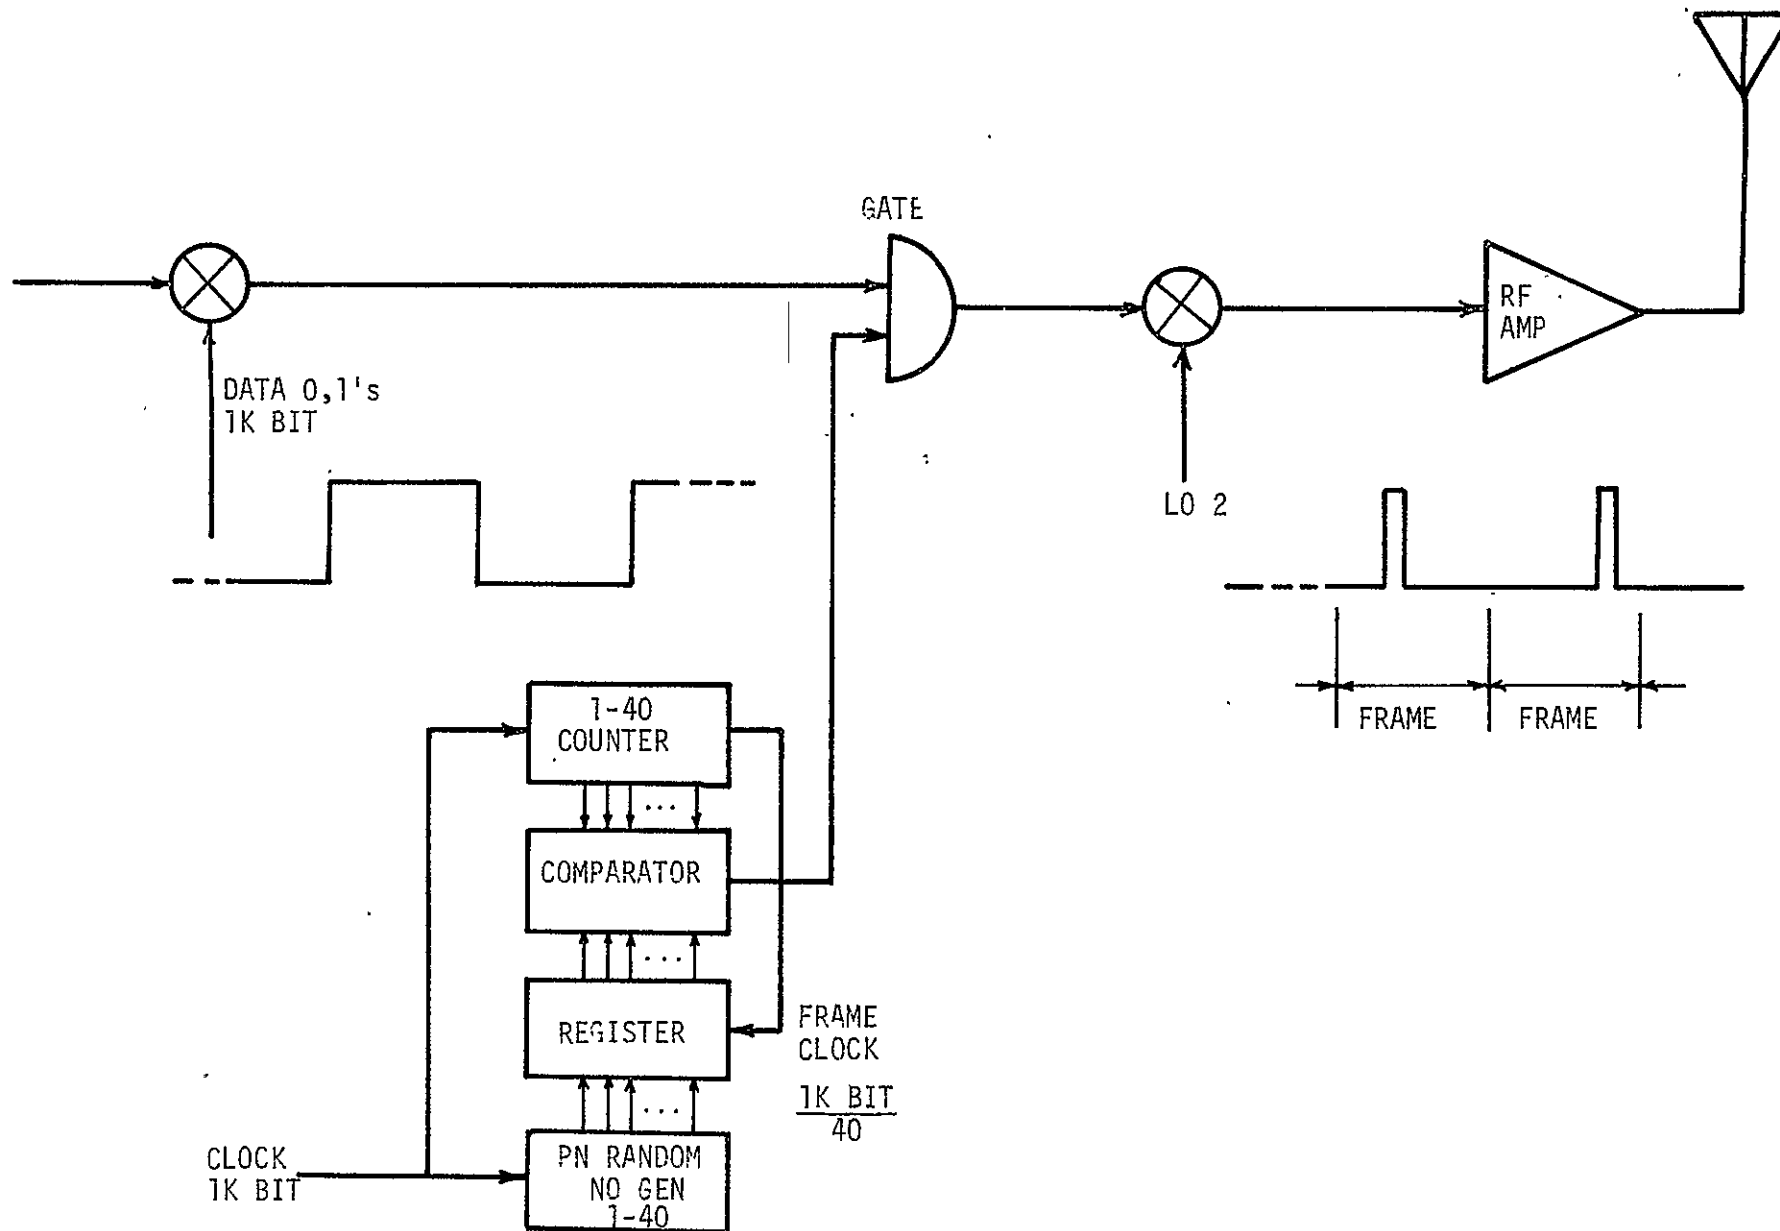 GATE
RF
AMP
DATA 0,1's
1K BIT
LO 2
FRAME
FRAME
1-40
COUNTER
...
COMPARATOR
...
REGISTER
FRAME
CLOCK
1K BIT
40
...
CLOCK
1K BIT
PN RANDOM
NO GEN
1-40